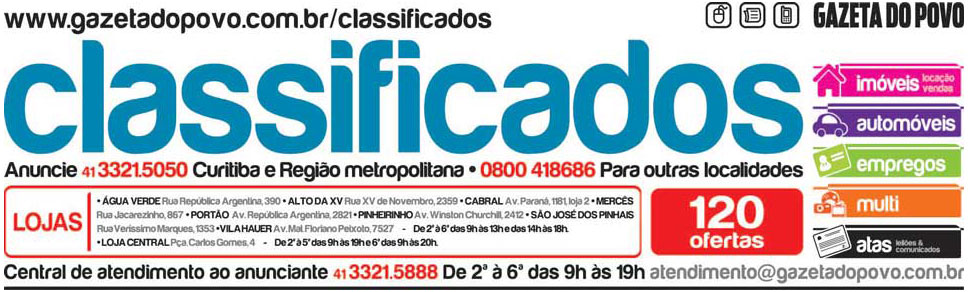 www.gazetadopovo.com.br/classificados
GAZETA DO POVO
classificados
imóveis locação vendas
automóveis
empregos
multi
atas leilões & comunicados
Anuncie 41 3321.5050 Curitiba e Região metropolitana • 0800 418686 Para outras localidades
LOJAS
• ÁGUA VERDE Rua República Argentina, 390 • ALTO DA XV Rua XV de Novembro, 2359 • CABRAL Av. Paraná, 1181, loja 2 • MERCÊS
Rua Jacarezinho, 867 • PORTÃO Av. República Argentina, 2821 • PINHEIRINHO Av. Winston Churchill, 2412 • SÃO JOSÉ DOS PINHAIS
Rua Veríssimo Marques, 1353 • VILA HAUER Av. Mal. Floriano Peixoto, 7527 - De 2ª a 6ª das 9h às 13h e das 14h às 18h.
• LOJA CENTRAL Pça. Carlos Gomes, 4 - De 2ª a 5ª das 9h às 19h e 6ª das 9h às 20h.
120
ofertas
Central de atendimento ao anunciante 41 3321.5888 De 2ª à 6ª das 9h às 19h atendimento@gazetadopovo.com.br